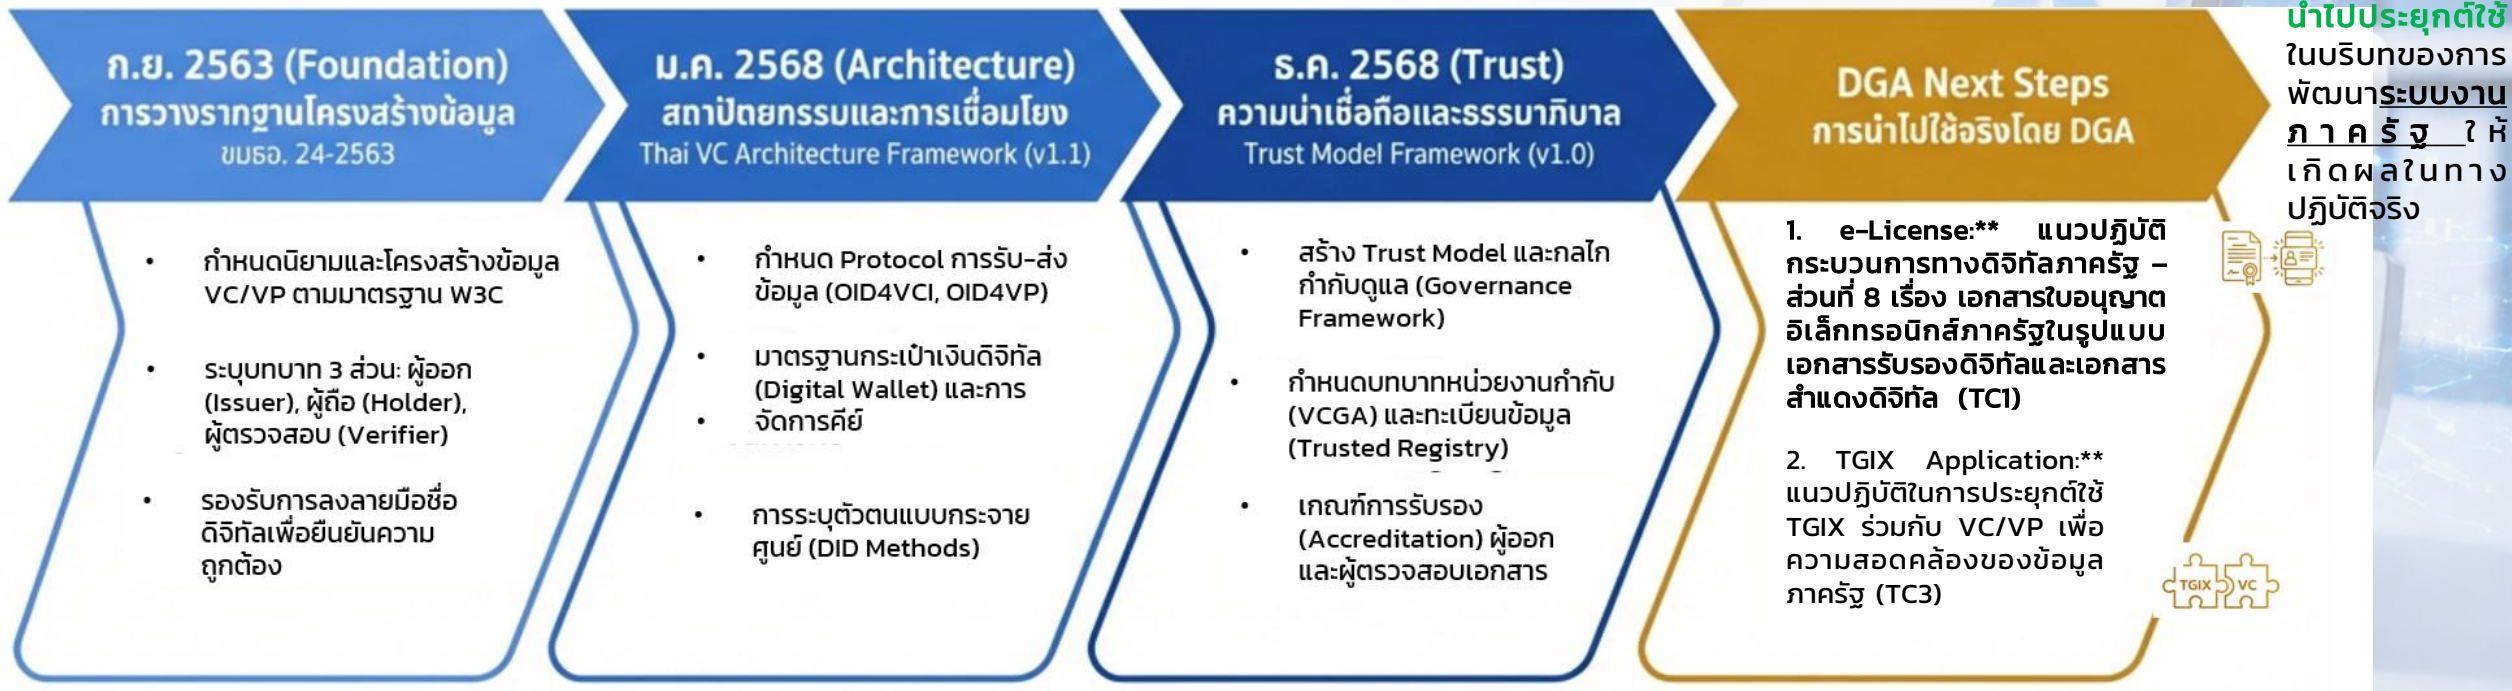 ก.ย. 2563 (Foundation)
การวางรากฐานโครงสร้างข้อมูล
ขมธอ. 24-2563
กำหนดนิยามและโครงสร้างข้อมูล
VC/VP ตามมาตรฐาน W3C
ระบุบทบาท 3 ส่วน: ผู้ออก
(Issuer), ผู้ถือ (Holder),
ผู้ตรวจสอบ (Verifier)
รองรับการลงลายมือชื่อ
ดิจิทัลเพื่อยืนยันความ
ถูกต้อง
ม.ค. 2568 (Architecture)
สถาปัตยกรรมและการเชื่อมโยง
Thai VC Architecture Framework (v1.1)
กำหนด Protocol การรับ-ส่ง
ข้อมูล (OID4VCI, OID4VP)
มาตรฐานกระเป๋าเงินดิจิทัล
(Digital Wallet) และการ
จัดการคีย์
การระบุตัวตนแบบกระจาย
ศูนย์ (DID Methods)
ธ.ค. 2568 (Trust)
ความน่าเชื่อถือและธรรมาภิบาล
Trust Model Framework (v1.0)
สร้าง Trust Model และกลไก
กำกับดูแล (Governance
Framework)
กำหนดบทบาทหน่วยงานกำกับ
(VCGA) และทะเบียนข้อมูล
(Trusted Registry)
เกณฑ์การรับรอง
(Accreditation) ผู้ออก
และผู้ตรวจสอบเอกสาร
DGA Next Steps
การนำไปใช้จริงโดย DGA
1. e-License:** แนวปฏิบัติ
กระบวนการทางดิจิทัลภาครัฐ –
ส่วนที่ 8 เรื่อง เอกสารใบอนุญาต
อิเล็กทรอนิกส์ภาครัฐในรูปแบบ
เอกสารรับรองดิจิทัลและเอกสาร
สำแดงดิจิทัล (TC1)
2. TGIX Application:**
แนวปฏิบัติในการประยุกต์ใช้
TGIX ร่วมกับ VC/VP เพื่อ
ความสอดคล้องของข้อมูล
ภาครัฐ (TC3)
TGIX VC
นำไปประยุกต์ใช้
ในบริบทของการ
พัฒนาระบบงาน
ภาครัฐ ให้
เกิดผลในทาง
ปฏิบัติจริง